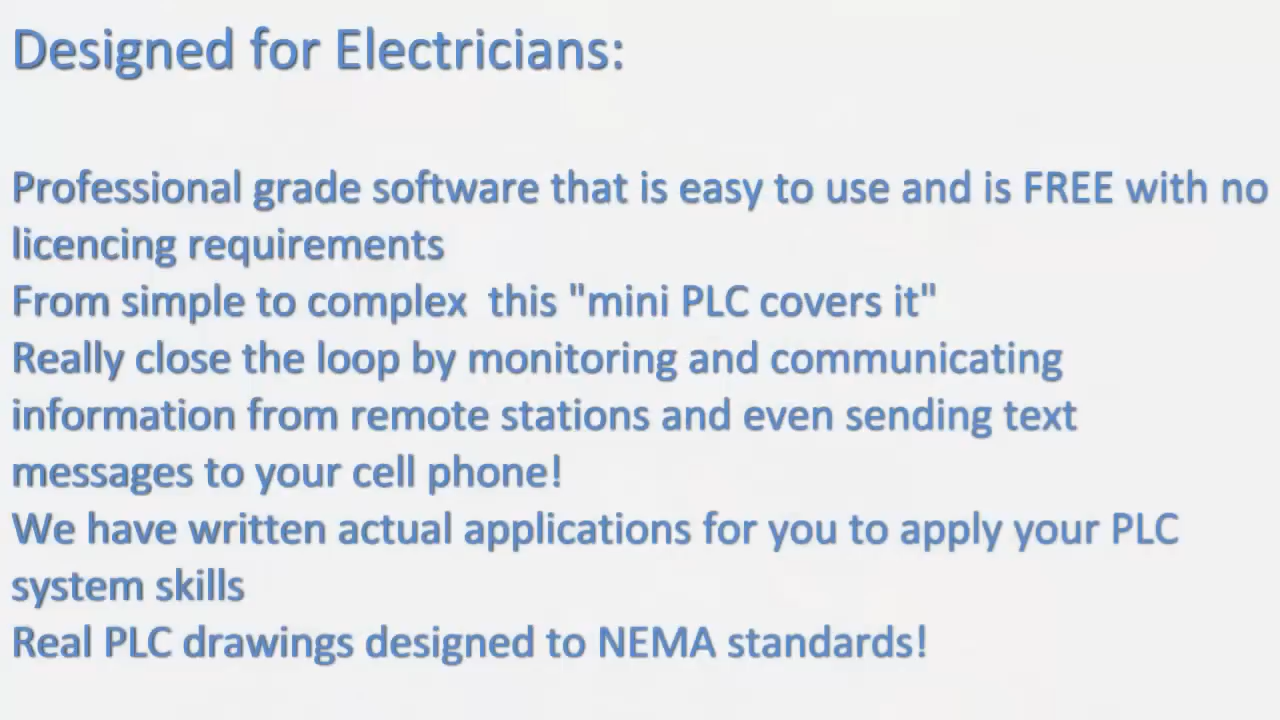 Designed for Electricians:
Professional grade software that is easy to use and is FREE with no
licencing requirements
From simple to complex  this "mini PLC covers it"
Really close the loop by monitoring and communicating
information from remote stations and even sending text
messages to your cell phone!
We have written actual applications for you to apply your PLC
system skills
Real PLC drawings designed to NEMA standards!